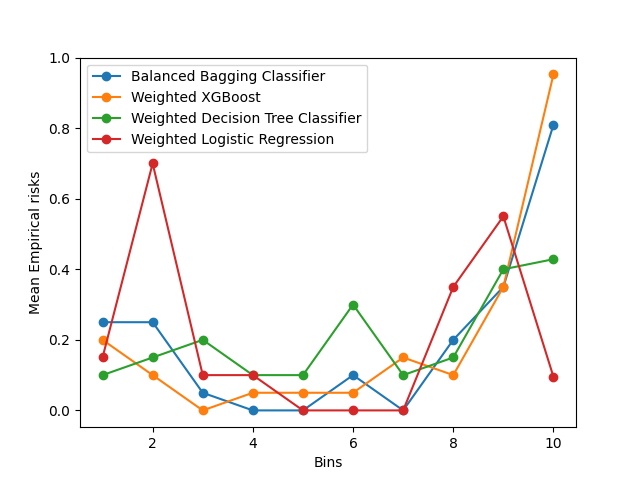 1.0
0.8
0.6
0.4
0.2
0.0
Mean Empirical risks
Balanced Bagging Classifier
Weighted XGBoost
Weighted Decision Tree Classifier
Weighted Logistic Regression
2 4 6 8 10
Bins